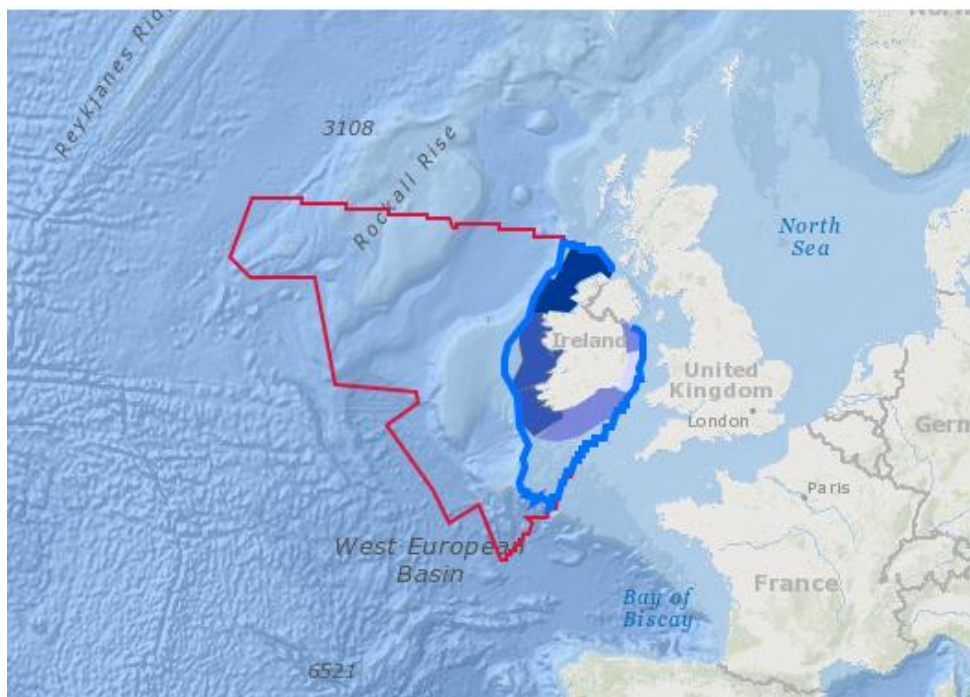 Reykjanes Ridg
3108
Rockall Rise
North
Sea
Ireland
United
Kingdom
London
Germ
Paris
West European
Basin
France
Bay of
Biscay
6521